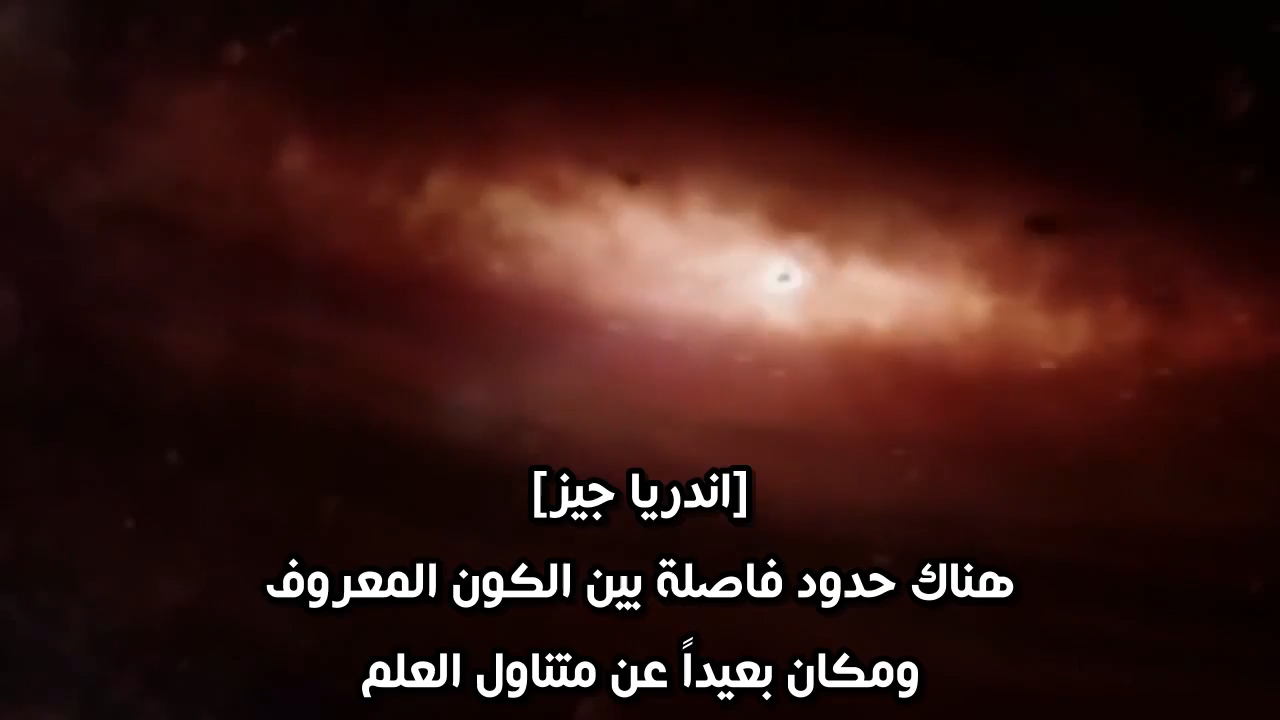 [اندريا جيز]
هناك حدود فاصلة بين الكون المعروف
ومكان بعيداً عن متناول العلم